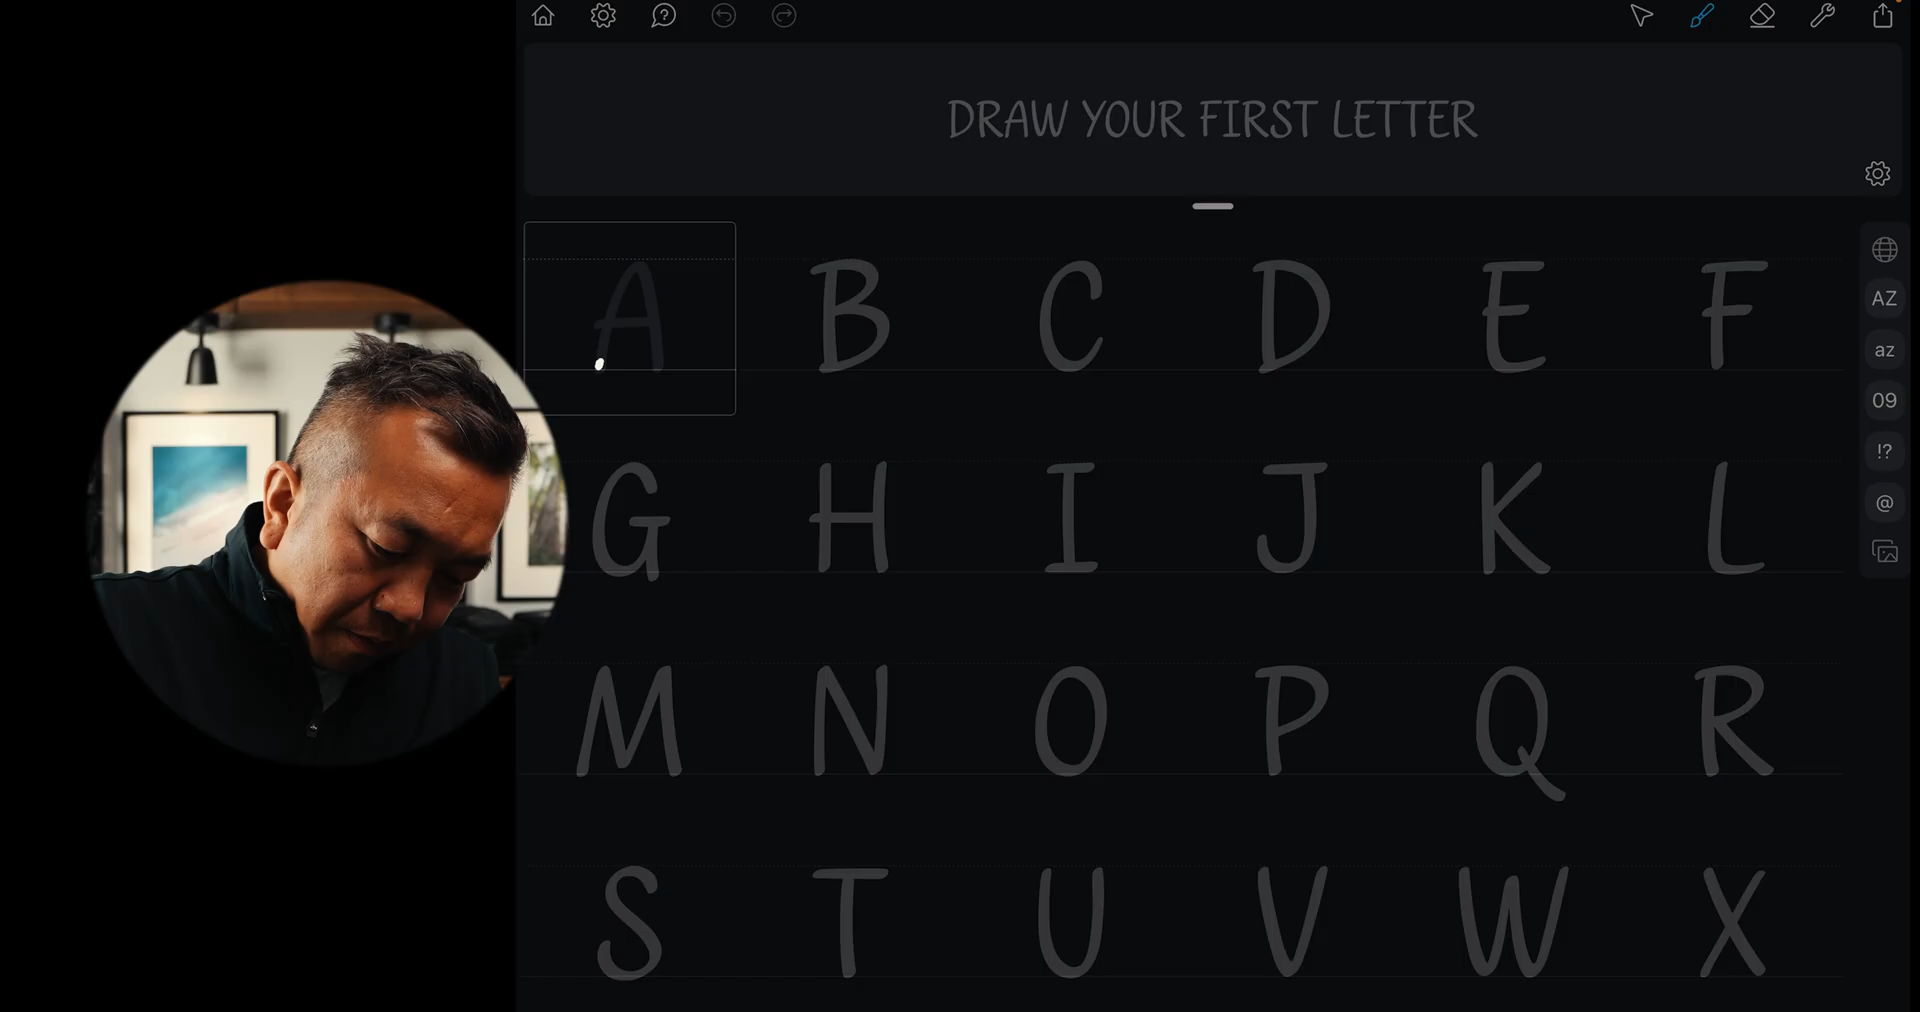 DRAW YOUR FIRST LETTER
A B C D E F
AZ
az
09
!?
@
G H I J K L
M N O P Q R
S T U V W X